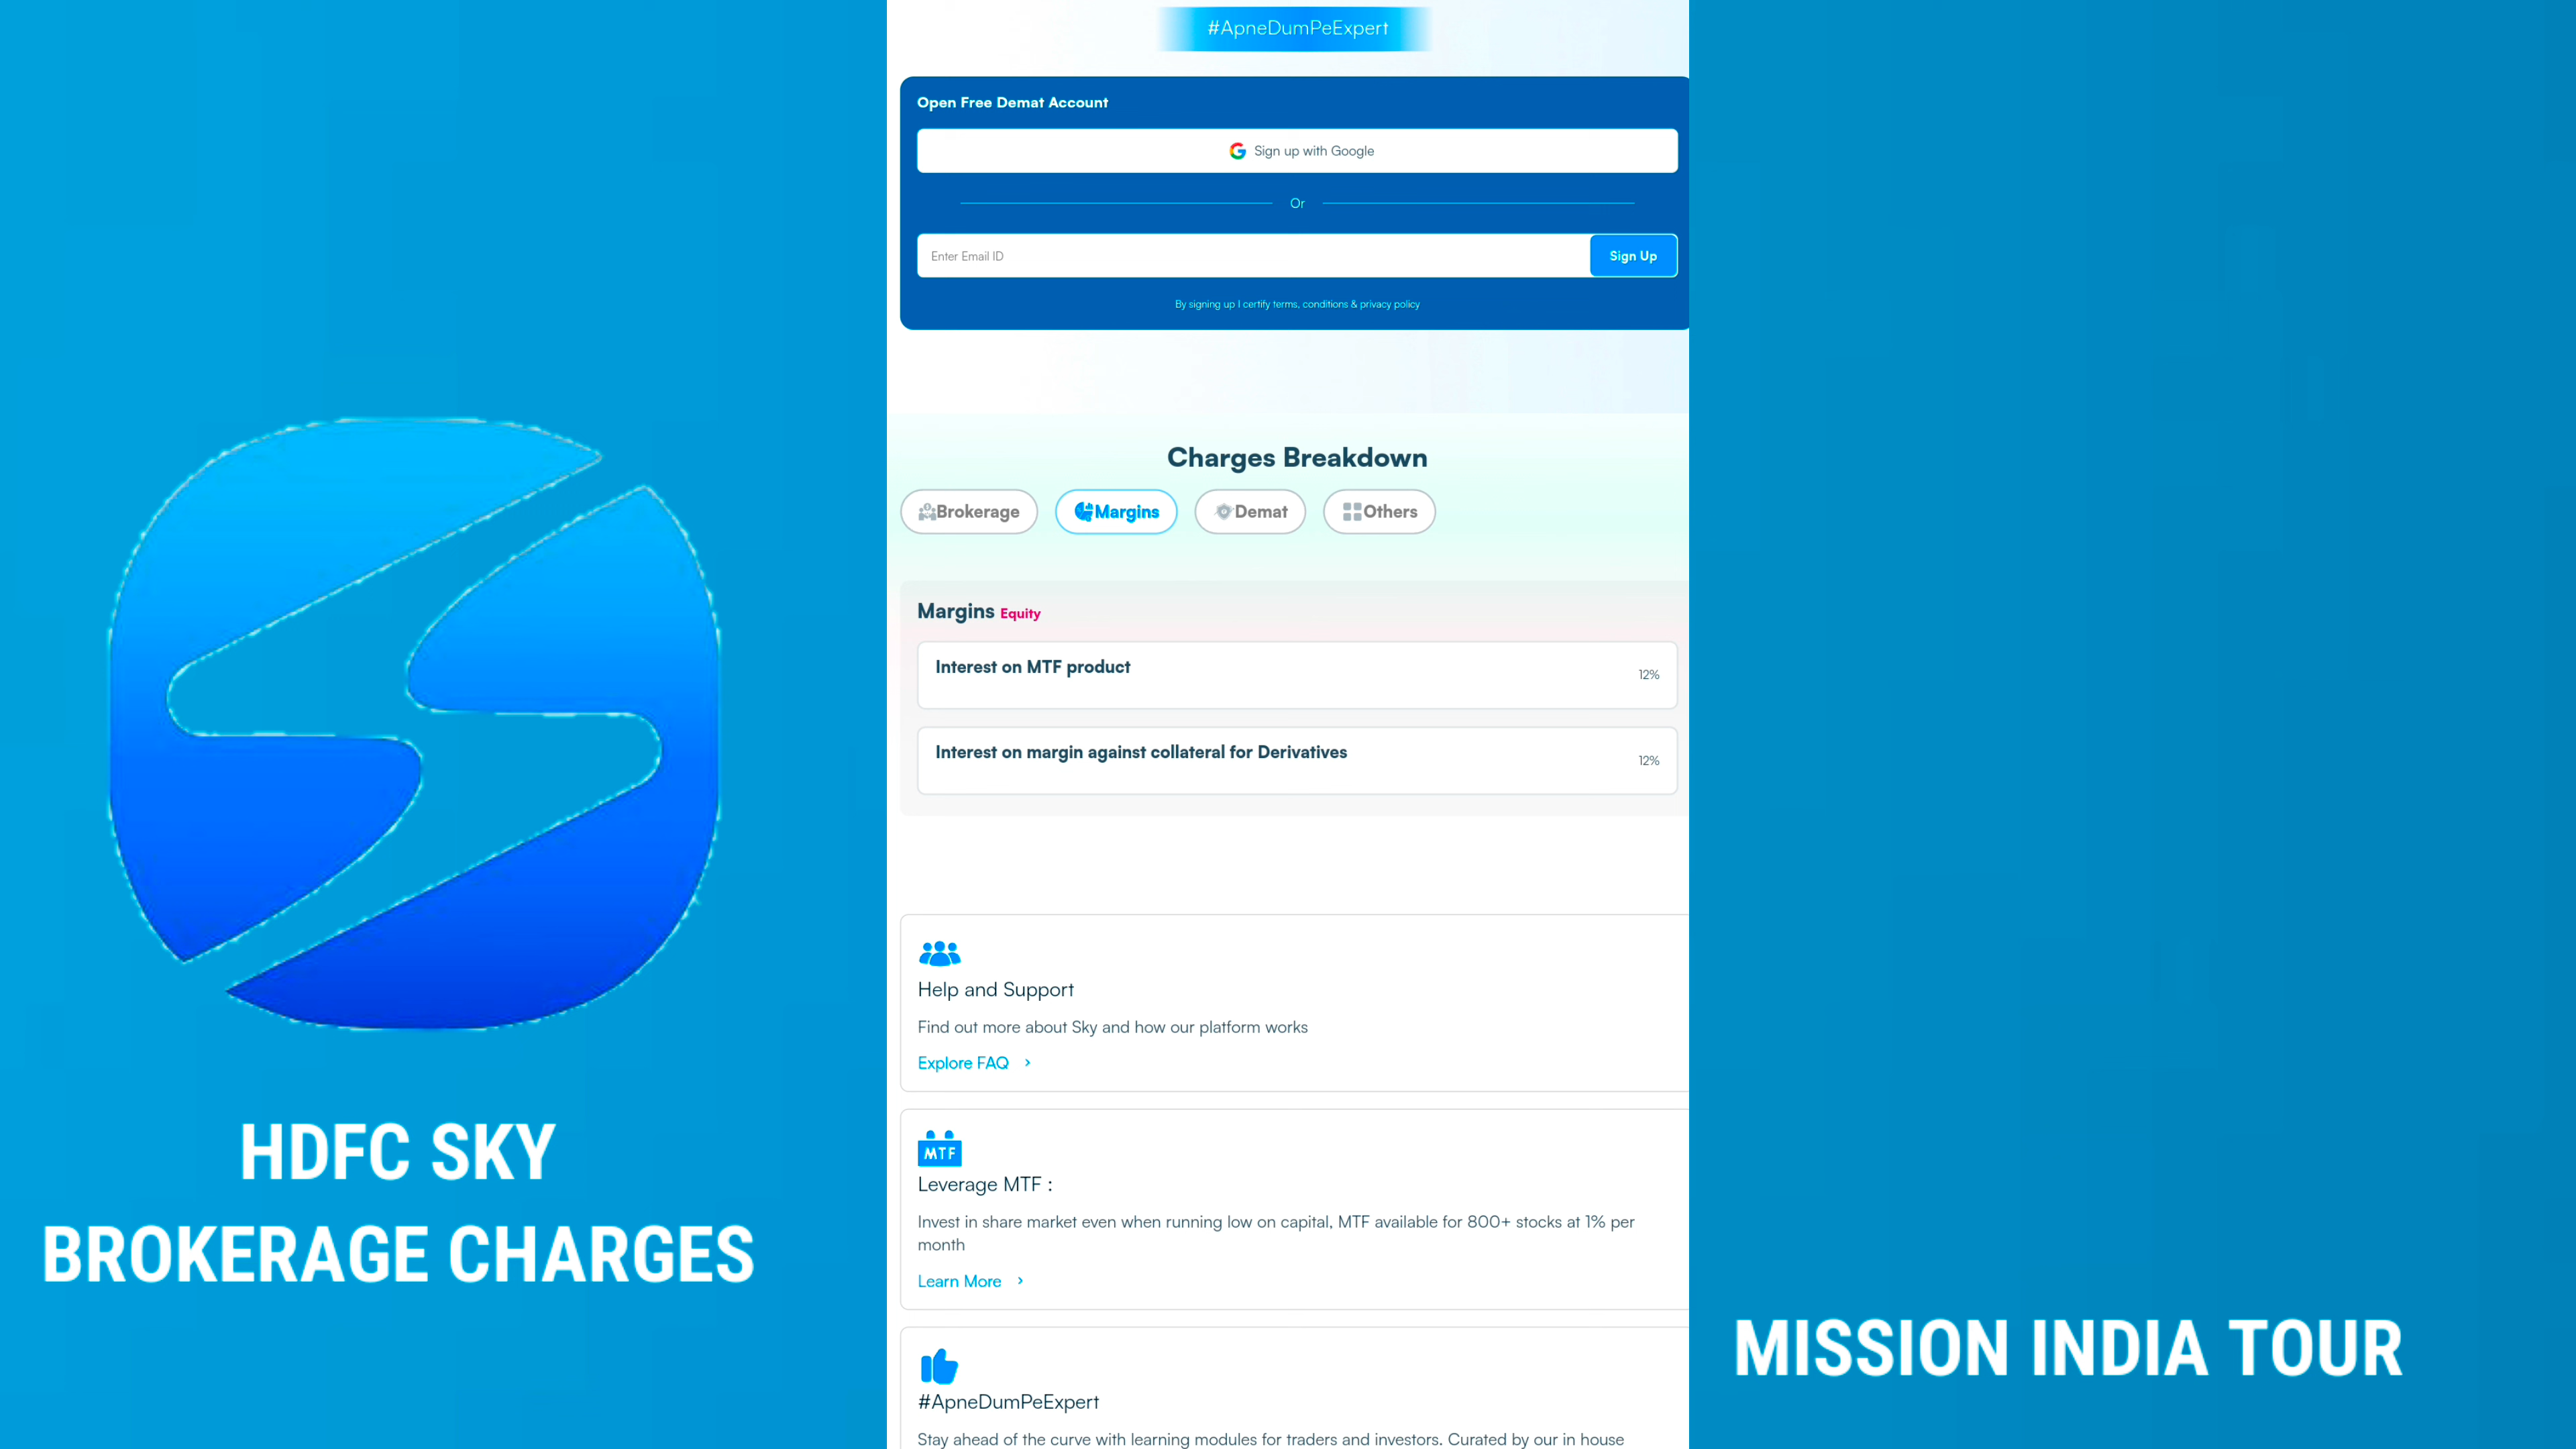 #ApneDumPeExpert
Open Free Demat Account
Sign up with Google
Or
Enter Email ID
Sign Up
By signing up I certify terms, conditions & privacy policy
Charges Breakdown
Brokerage
Margins
Demat
Others
Margins Equity
Interest on MTF product
12%
Interest on margin against collateral for Derivatives
12%
Help and Support
Find out more about Sky and how our platform works
Explore FAQ >
MTF
Leverage MTF :
Invest in share market even when running low on capital, MTF available for 800+ stocks at 1% per
month
Learn More >
#ApneDumPeExpert
Stay ahead of the curve with learning modules for traders and investors. Curated by our in house
HDFC SKY
BROKERAGE CHARGES
MISSION INDIA TOUR